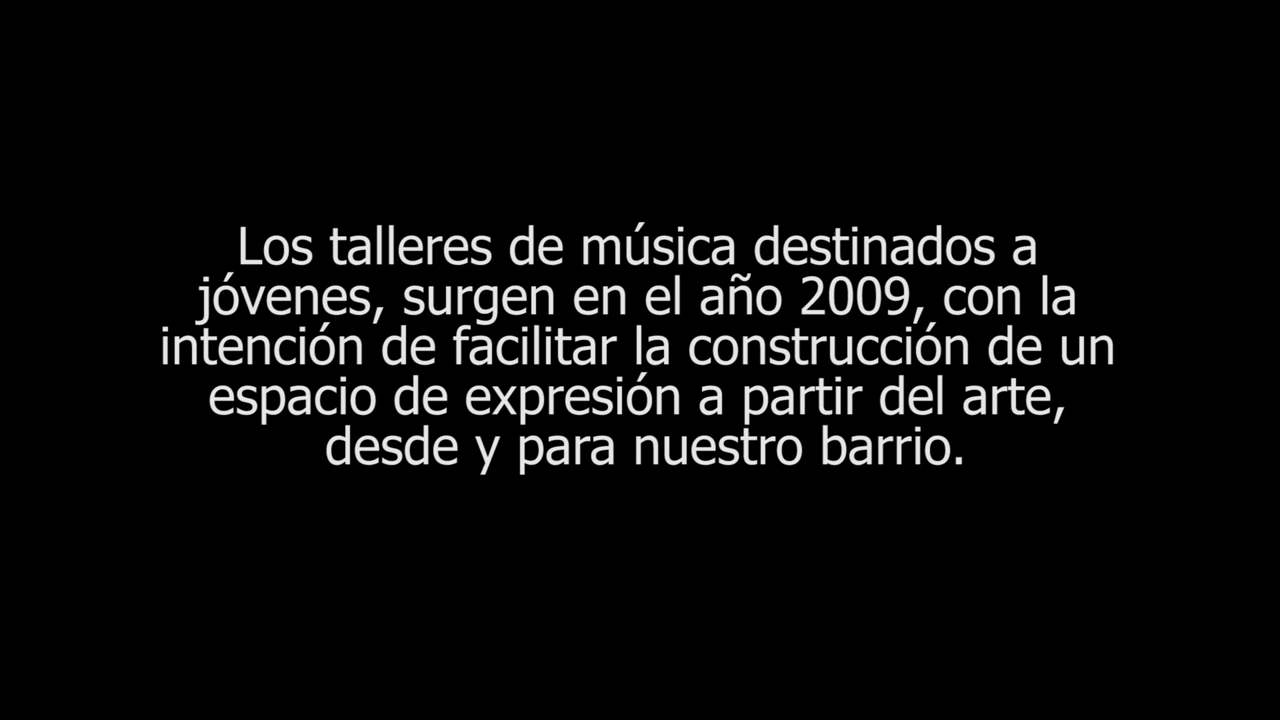 Los talleres de música destinados a
jóvenes, surgen en el año 2009, con la
intención de facilitar la construcción de un
espacio de expresión a partir del arte,
desde y para nuestro barrio.